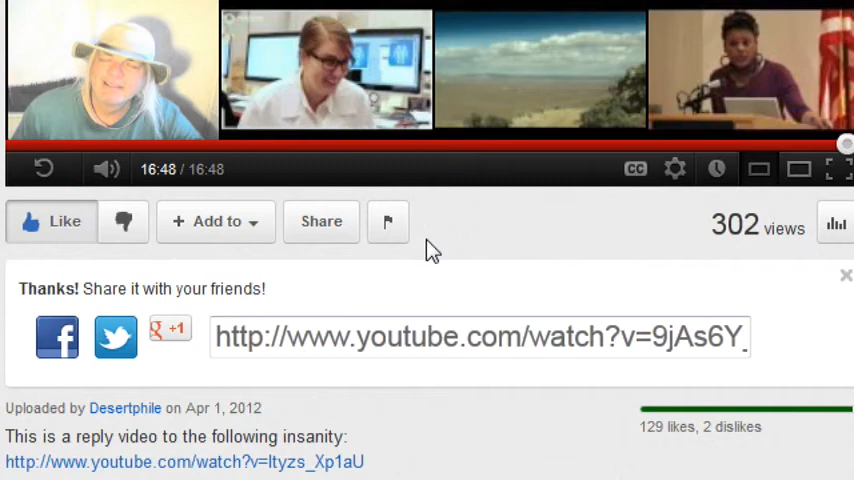 16:48 / 16:48
CC
Like
+ Add to
Share
302 views
Thanks! Share it with your friends!
f
g +1
http://www.youtube.com/watch?v=9jAs6Y_
Uploaded by Desertphile on Apr 1, 2012
129 likes, 2 dislikes
This is a reply video to the following insanity:
http://www.youtube.com/watch?v=ltyzs_Xp1aU